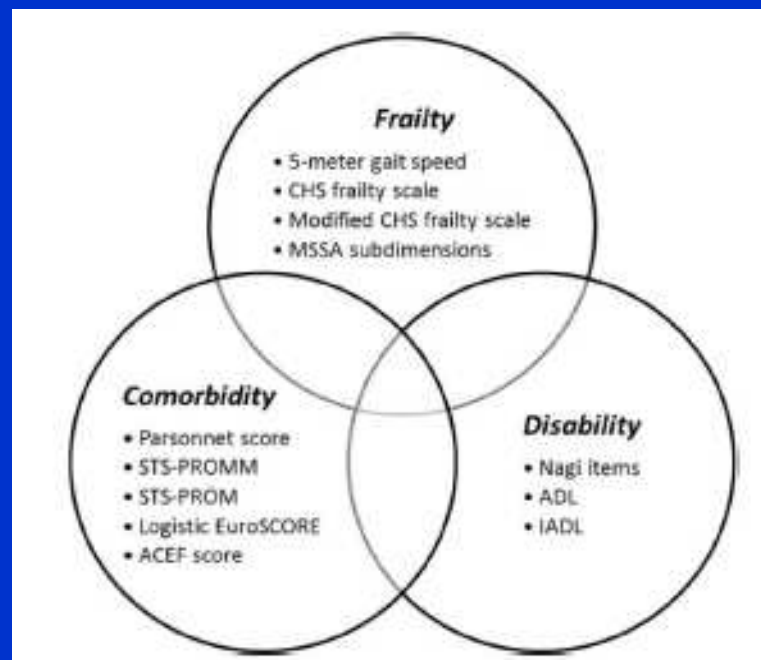 Frailty
• 5-meter gait speed
• CHS frailty scale
• Modified CHS frailty scale
• MSSA subdimensions
Comorbidity
• Parsonnet score
• STS-PROMM
• STS-PROM
• Logistic EuroSCORE
• ACEF score
Disability
• Nagi items
• ADL
• IADL